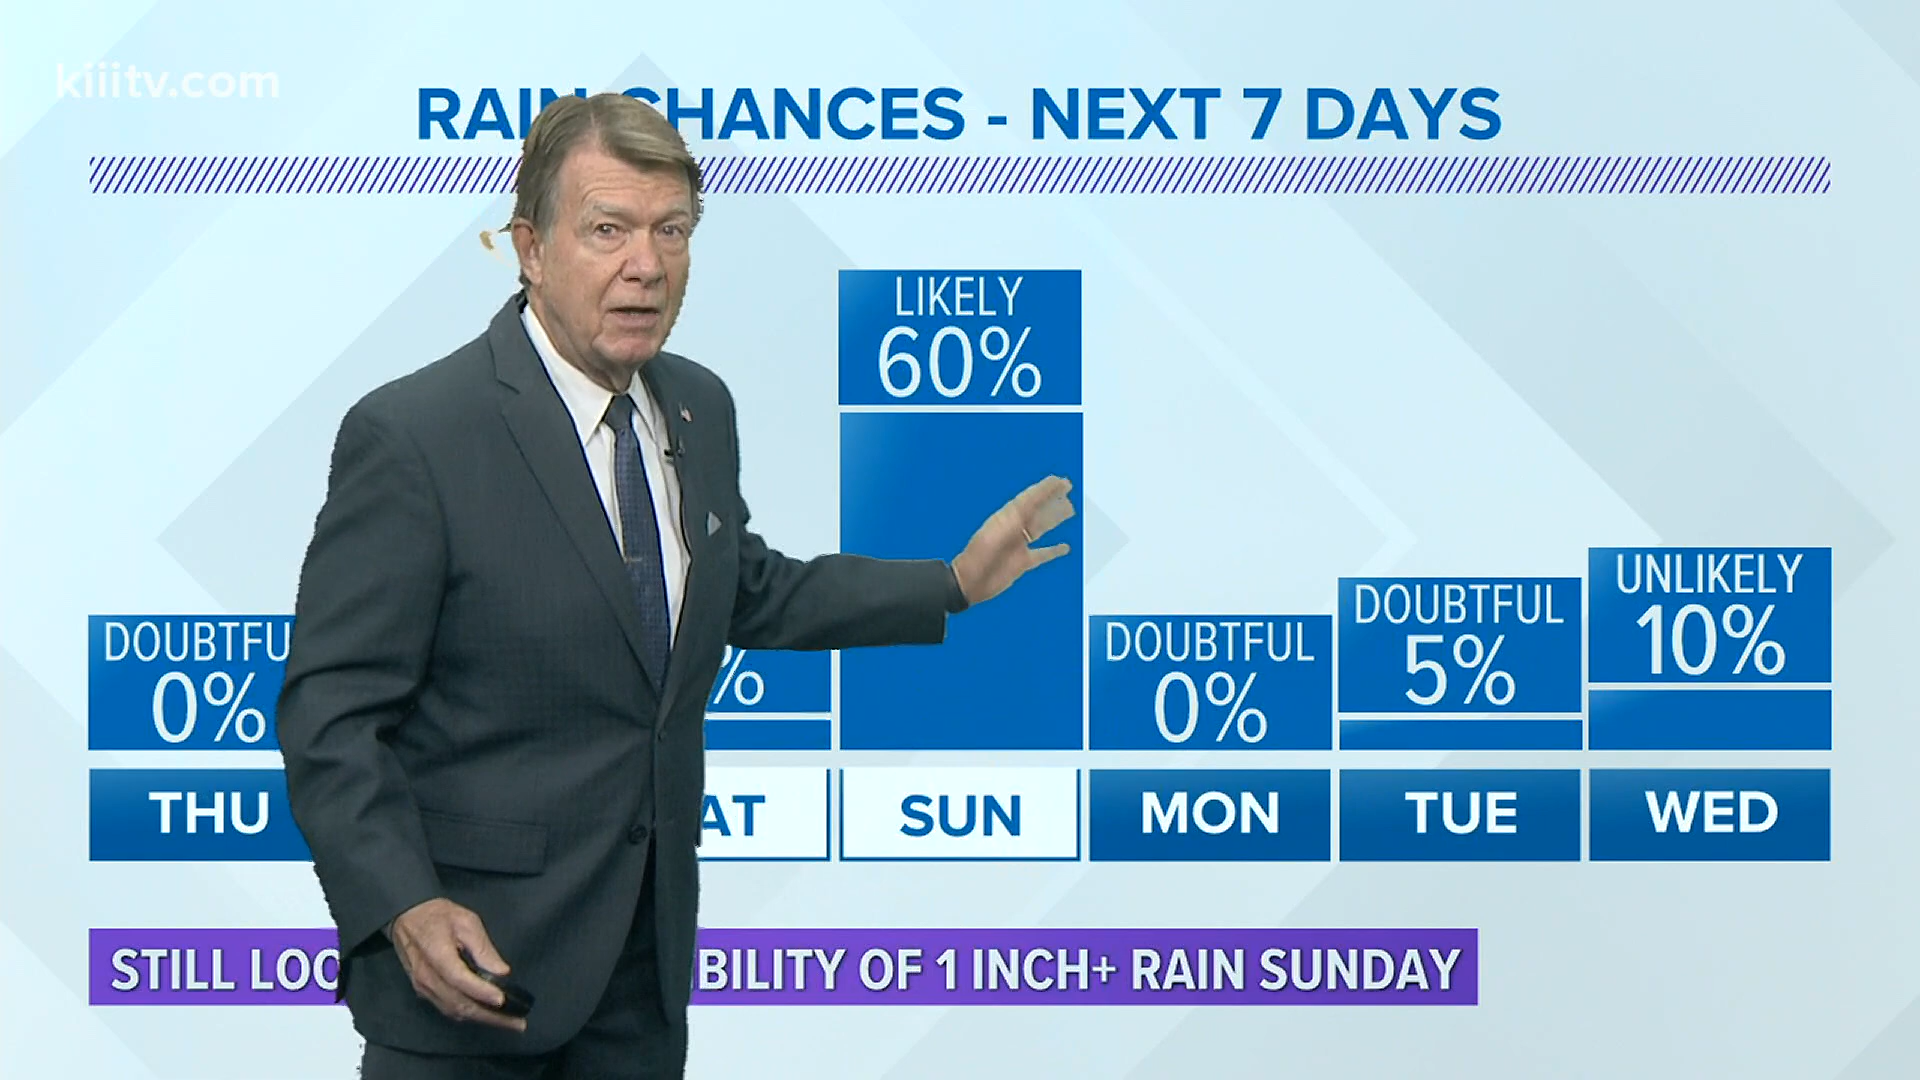 kiiitv.com
RAIN CHANCES - NEXT 7 DAYS
LIKELY
60%
UNLIKELY
10%
DOUBTFUL
5%
DOUBTFU
0%
%
DOUBTFUL
0%
THU
AT
SUN
MON
TUE
WED
STILL LOO
BILITY OF 1 INCH+ RAIN SUNDAY